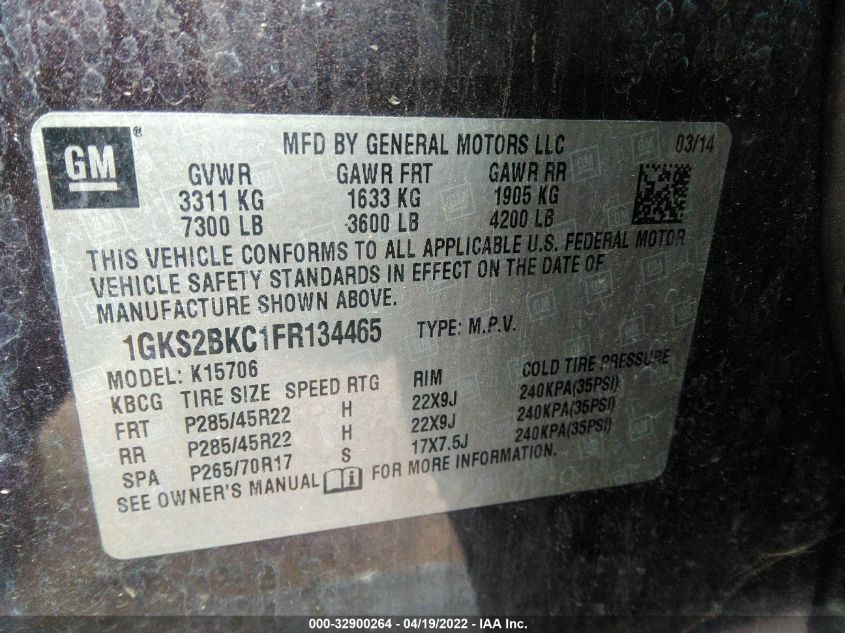 GM®
MFD BY GENERAL MOTORS LLC 03/14
GVWR GAWR FRT GAWR RR
3311 KG 1633 KG 1905 KG
7300 LB 3600 LB 4200 LB
THIS VEHICLE CONFORMS TO ALL APPLICABLE U.S. FEDERAL MOTOR
VEHICLE SAFETY STANDARDS IN EFFECT ON THE DATE OF
MANUFACTURE SHOWN ABOVE.
1GKS2BKC1FR134465 TYPE: M.P.V.
MODEL: K15706
KBCG TIRE SIZE SPEED RTG RIM COLD TIRE PRESSURE
FRT P285/45R22 H 22X9J 240KPA(35PSI)
RR P285/45R22 H 22X9J 240KPA(35PSI)
SPA P265/70R17 S 17X7.5J 240KPA(35PSI)
SEE OWNER'S MANUAL FOR MORE INFORMATION.
000-32900264 - 04/19/2022 - IAAI Inc.